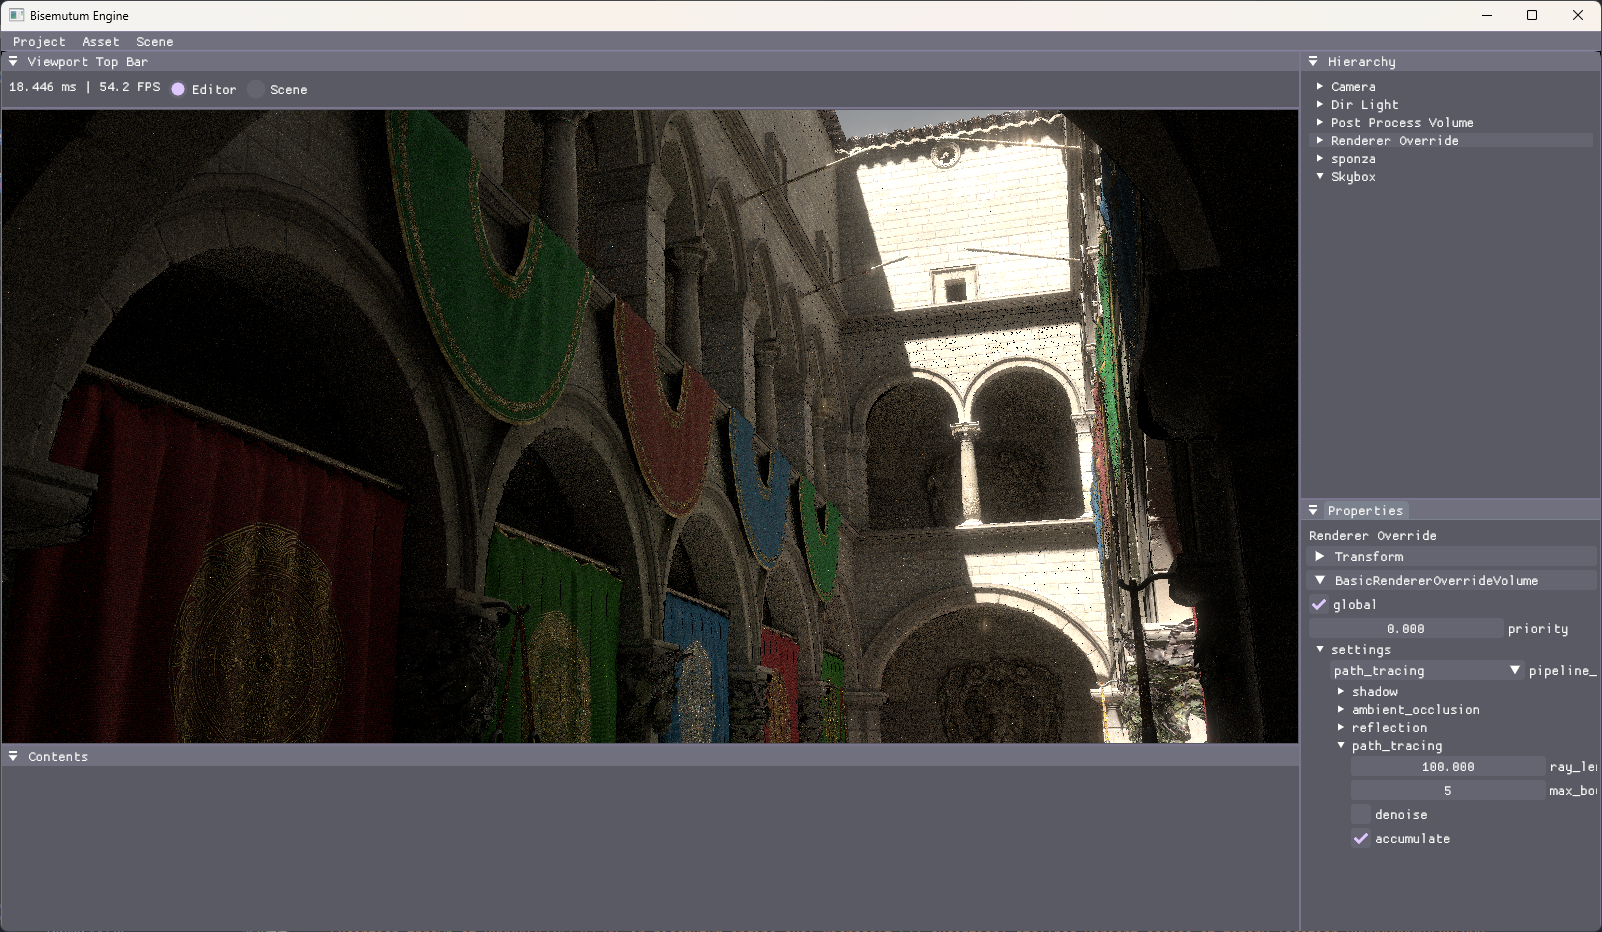 Bisemutum Engine
Project Asset Scene
Viewport Top Bar
18.446 ms | 54.2 FPS Editor Scene
Hierarchy
Camera
Dir Light
Post Process Volume
Renderer Override
sponza
Skybox
Properties
Renderer Override
Transform
BasicRendererOverrideVolume
global
0.000 priority
settings
path_tracing pipeline_
shadow
ambient_occlusion
reflection
path_tracing
100.000 ray_le
5 max_bo
denoise
accumulate
Contents